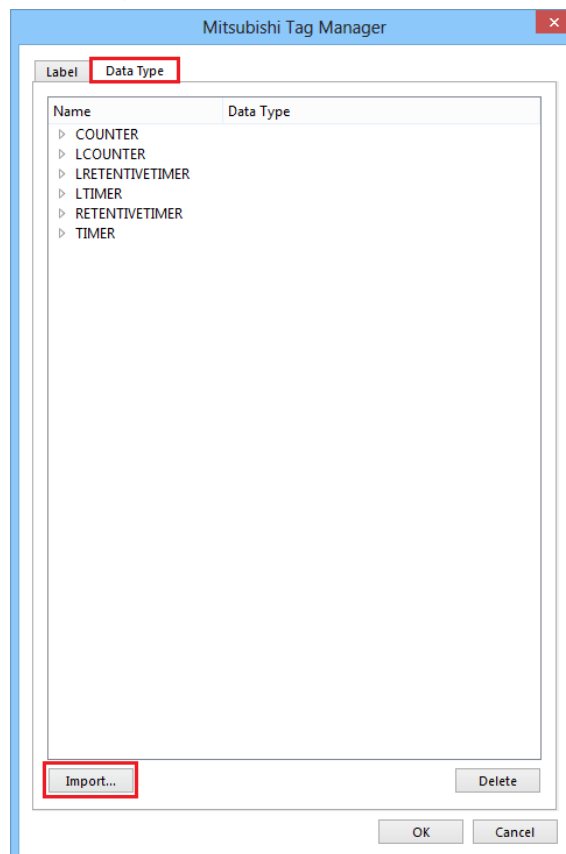 Mitsubishi Tag Manager
Label Data Type
Name Data Type
COUNTER
LCOUNTER
LRETENTIVETIMER
LTIMER
RETENTIVETIMER
TIMER
Import... Delete
OK Cancel